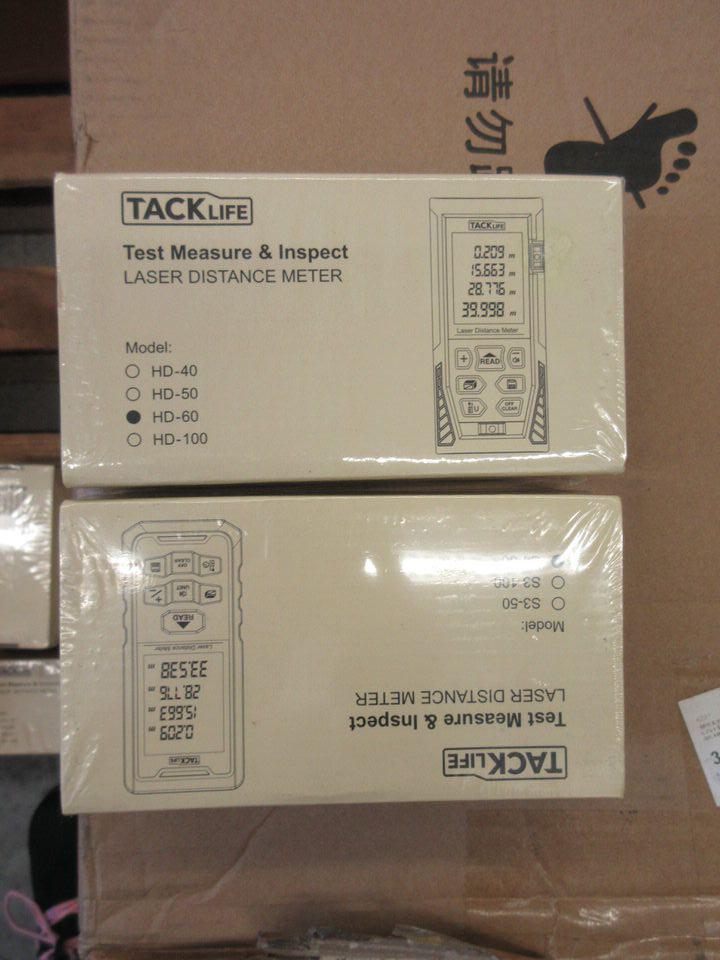 请勿
TACKLIFE
Test Measure & Inspect
LASER DISTANCE METER
Model:
HD-40
HD-50
HD-60
HD-100
TACKLIFE
0.209 m
15.663 m
28.776 m
39.998 m
Laser Distance Meter
+ READ
U OFF CLEAR
TACKLIFE
Test Measure & Inspect
LASER DISTANCE METER
Model:
S3-50
S3-100
TACKLIFE
0.209 m
15.663 m
28.776 m
33.538 m
Laser Distance Meter
READ
UNIT +/-
OFF CLEAR